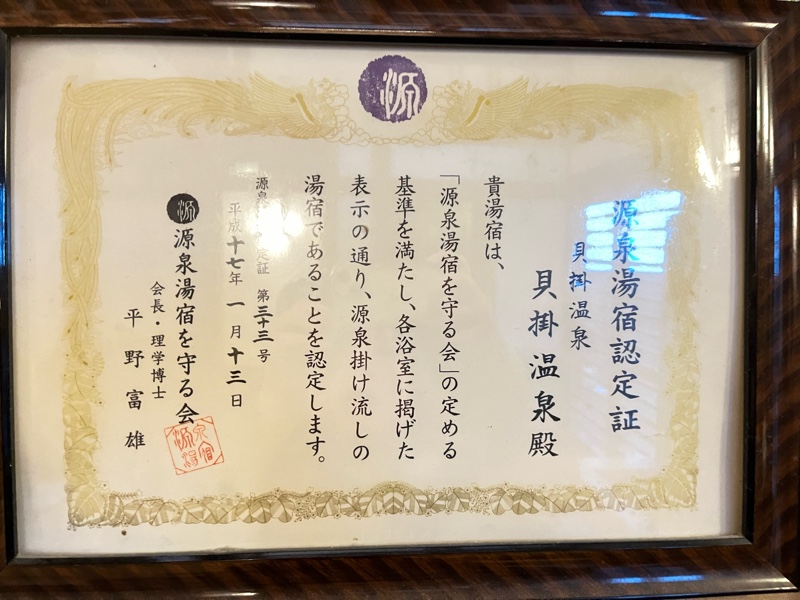 源
源泉湯宿認定証
貝掛温泉
貝掛温泉殿
貴湯宿は、
「源泉湯宿を守る会」の定める
基準を満たし、各浴室に掲げた
表示の通り、源泉掛け流しの
湯宿であることを認定します。
源泉 定証 第三十三号
平成十七年一月十三日
源 源泉湯宿を守る会
会長・理学博士
平野富雄